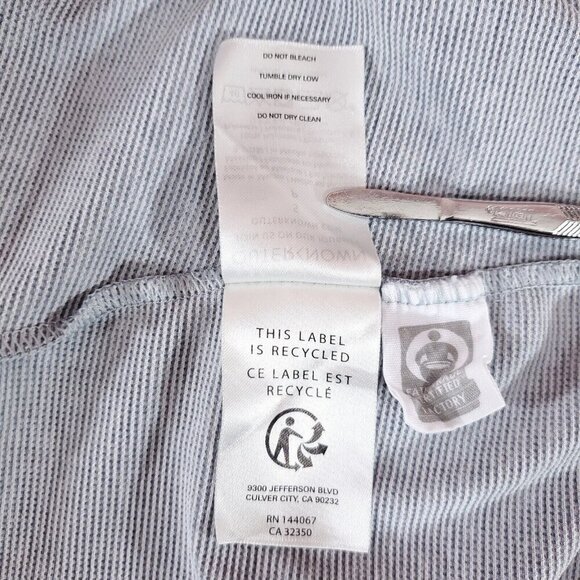 DO NOT BLEACH
TUMBLE DRY LOW
COOL IRON IF NECESSARY
DO NOT DRY CLEAN
OUTERKNOWN
THIS LABEL
IS RECYCLED
CE LABEL EST
RECYCLÉ
9300 JEFFERSON BLVD
CULVER CITY, CA 90232
RN 144067
CA 32350